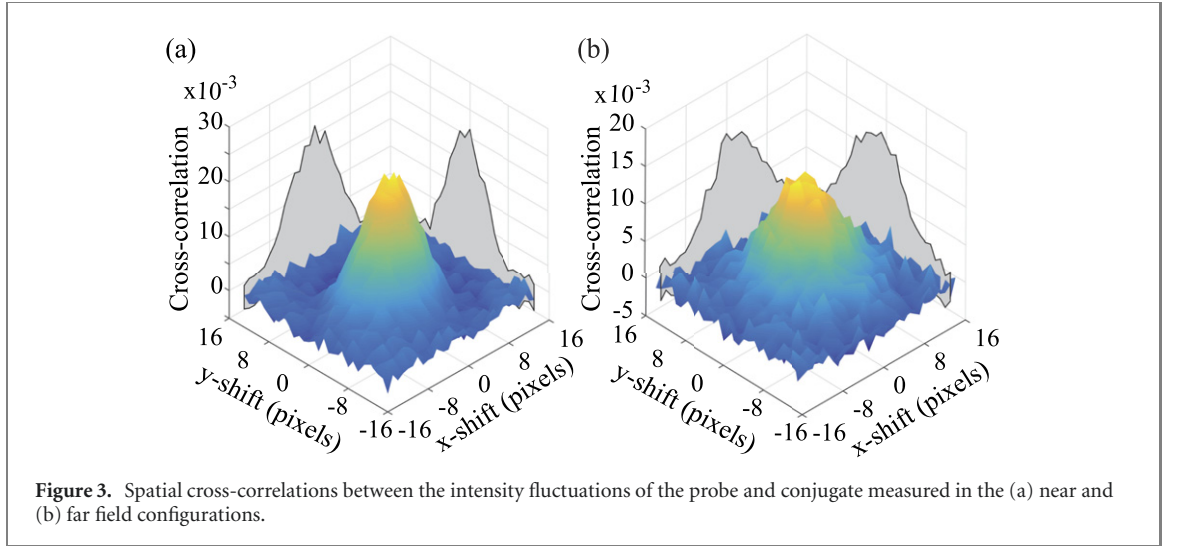 (a)
x10-3
30
20
10
0
Cross-correlation
16
8
0
-8
-16
y-shift (pixels)
-16
-8
0
8
16
x-shift (pixels)
(b)
x10-3
20
15
10
5
0
-5
Cross-correlation
16
8
0
-8
-16
y-shift (pixels)
-16
-8
0
8
16
x-shift (pixels)
Figure 3. Spatial cross-correlations between the intensity fluctuations of the probe and conjugate measured in the (a) near and
(b) far field configurations.